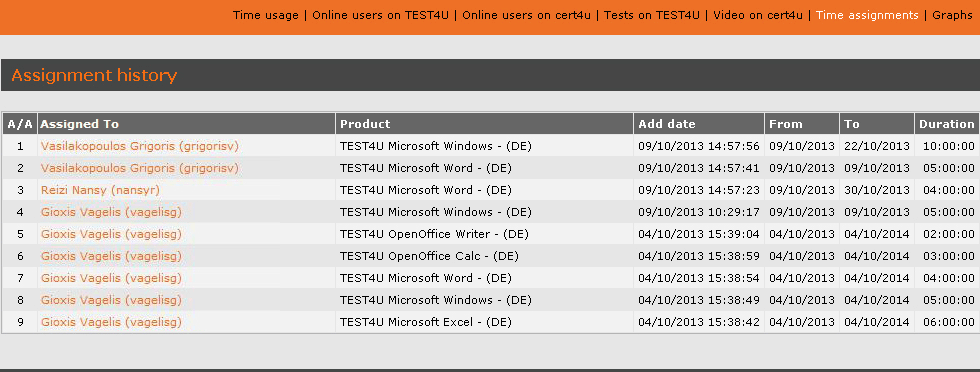 Time usage | Online users on TEST4U | Online users on cert4u | Tests on TEST4U | Video on cert4u | Time assignments | Graphs
Assignment history
A/A Assigned To Product Add date From To Duration
1 Vasilakopoulos Grigoris (grigorisv) TEST4U Microsoft Windows - (DE) 09/10/2013 14:57:56 09/10/2013 22/10/2013 10:00:00
2 Vasilakopoulos Grigoris (grigorisv) TEST4U Microsoft Word - (DE) 09/10/2013 14:57:41 09/10/2013 09/10/2013 05:00:00
3 Reizi Nansy (nansyr) TEST4U Microsoft Word - (DE) 09/10/2013 14:57:23 09/10/2013 30/10/2013 04:00:00
4 Gioxis Vagelis (vagelisg) TEST4U Microsoft Windows - (DE) 09/10/2013 10:29:17 09/10/2013 09/10/2013 05:00:00
5 Gioxis Vagelis (vagelisg) TEST4U OpenOffice Writer - (DE) 04/10/2013 15:39:04 04/10/2013 04/10/2014 02:00:00
6 Gioxis Vagelis (vagelisg) TEST4U OpenOffice Calc - (DE) 04/10/2013 15:38:59 04/10/2013 04/10/2014 03:00:00
7 Gioxis Vagelis (vagelisg) TEST4U Microsoft Word - (DE) 04/10/2013 15:38:54 04/10/2013 04/10/2014 04:00:00
8 Gioxis Vagelis (vagelisg) TEST4U Microsoft Windows - (DE) 04/10/2013 15:38:49 04/10/2013 04/10/2014 05:00:00
9 Gioxis Vagelis (vagelisg) TEST4U Microsoft Excel - (DE) 04/10/2013 15:38:42 04/10/2013 04/10/2014 06:00:00